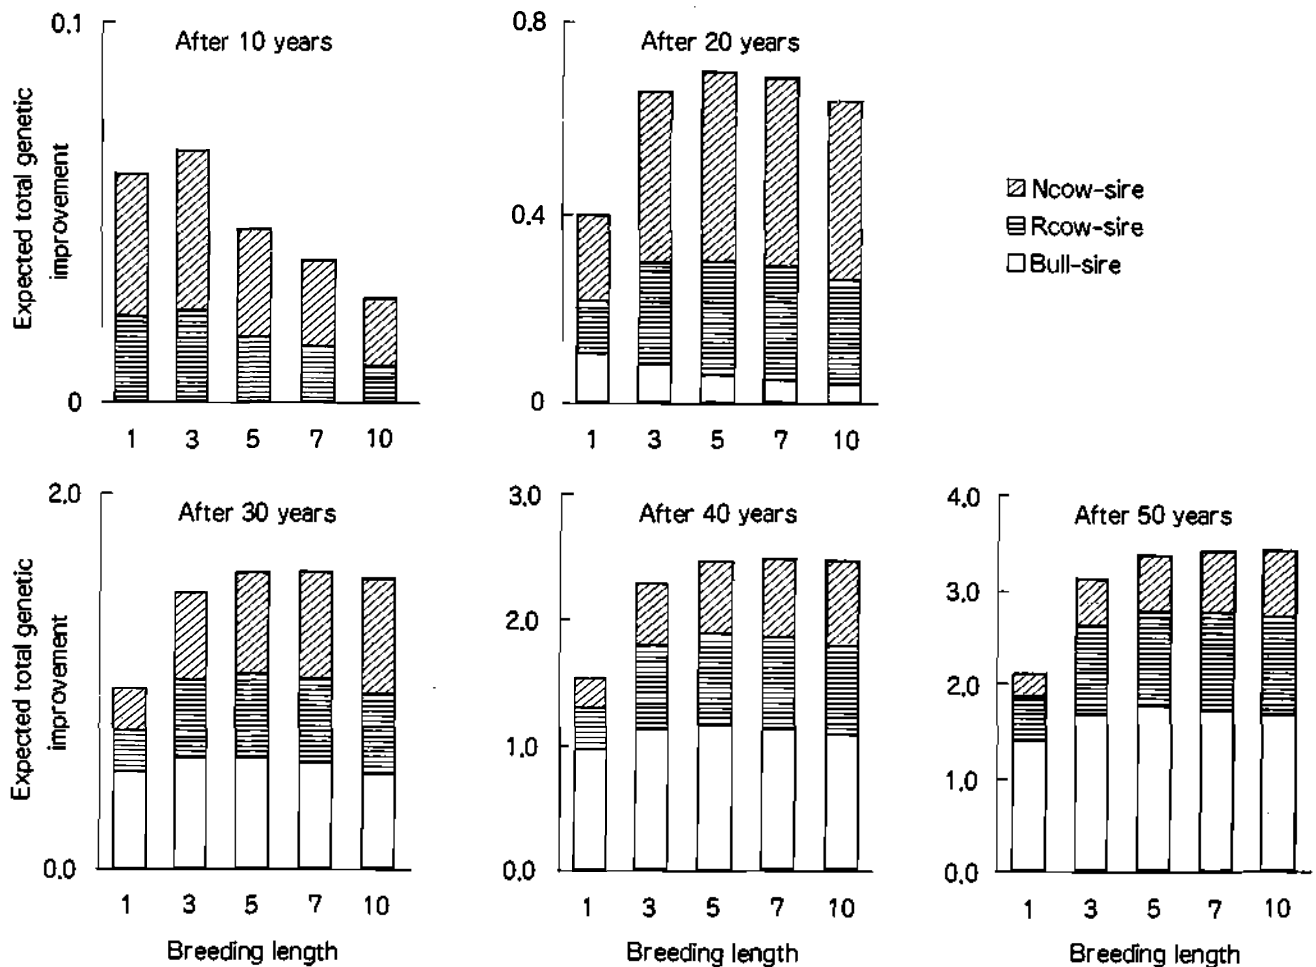 0.1
After 10 years
Expected total genetic
improvement
0
1 3 5 7 10
0.8
After 20 years
0.4
0
1 3 5 7 10
Ncow-sire
Rcow-sire
Bull-sire
2.0
After 30 years
Expected total genetic
improvement
0.0
1 3 5 7 10
Breeding length
3.0
After 40 years
2.0
1.0
0.0
1 3 5 7 10
Breeding length
4.0
After 50 years
3.0
2.0
1.0
0.0
1 3 5 7 10
Breeding length